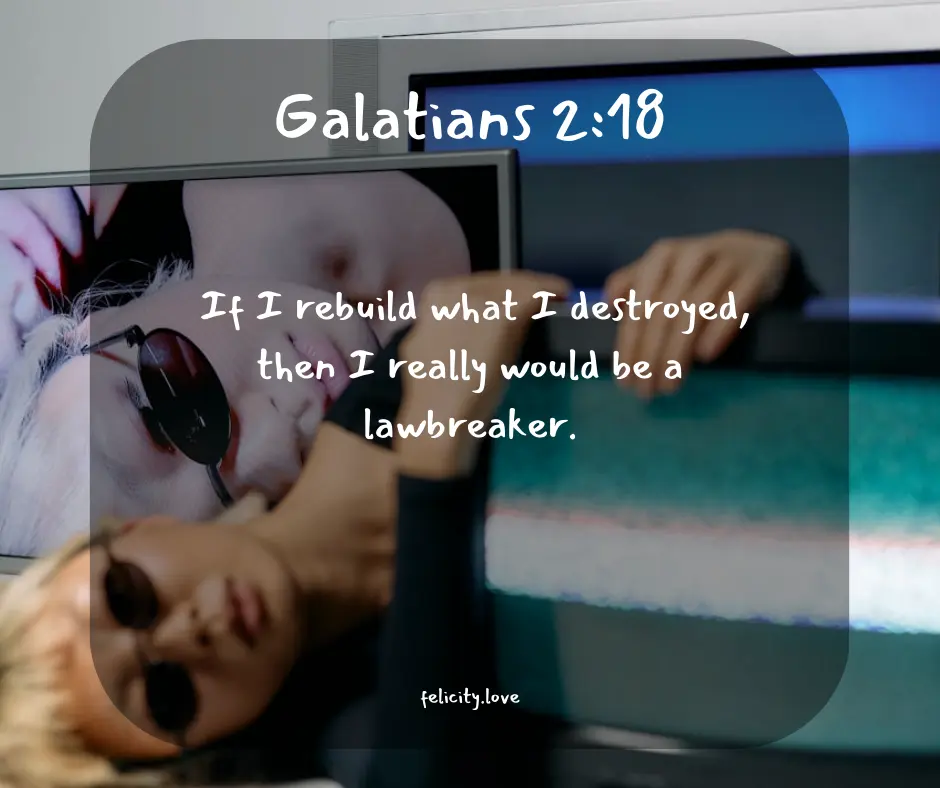 Galatians 2:18
If I rebuild what I destroyed,
then I really would be a
lawbreaker.
felicity.love